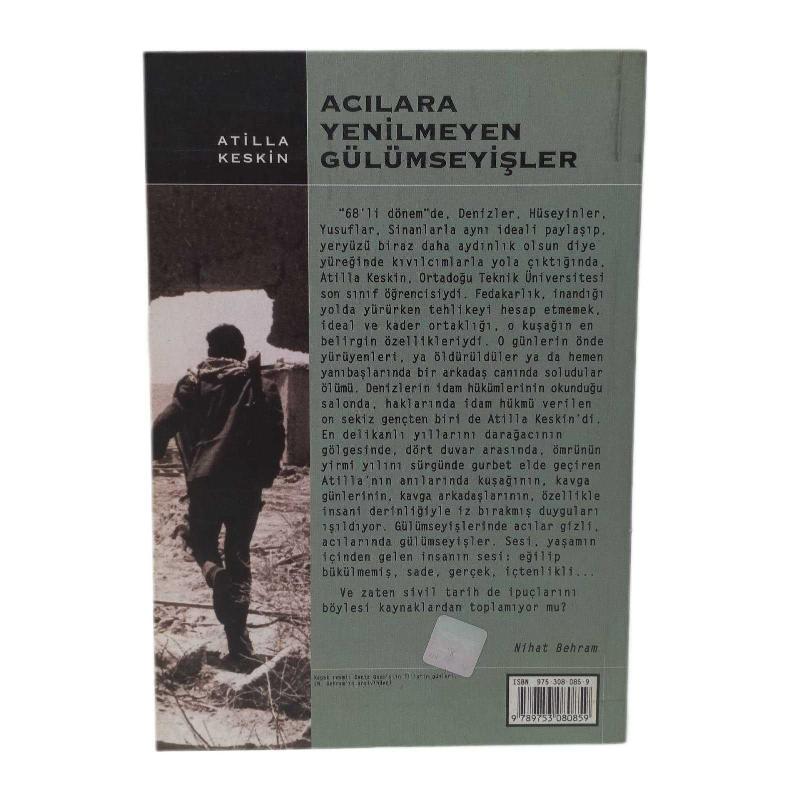 ATİLLA
KESKİN
ACILARA
YENİLMEYEN
GÜLÜMSEYİŞLER
"68'li dönem"de, Denizler, Hüseyinler,
Yusuflar, Sinanlarla aynı ideali paylaşıp,
yeryüzü biraz daha aydınlık olsun diye
yüreğinde kıvılcımlarla yola çıktığında,
Atilla Keskin, Ortadoğu Teknik Üniversitesi
son sınıf öğrencisiydi. Fedakarlık, inandığı
yolda yürürken tehlikeyi hesap etmemek,
ideal ve kader ortaklığı, o kuşağın en
belirgin özellikleriydi. O günlerin önde
yürüyenleri, ya öldürüldüler ya da hemen
yanıbaşlarında bir arkadaş canında soludular
ölümü. Denizlerin idam hükümlerinin okunduğu
salonda, haklarında idam hükmü verilen
on sekiz gençten biri de Atilla Keskin'di.
En delikanlı yıllarını darağacının
gölgesinde, dört duvar arasında, ömrünün
yirmi yılını sürgünde gurbet elde geçiren
Atilla'nın anılarında kuşağının, kavga
günlerinin, kavga arkadaşlarının, özellikle
insani derinliğiyle iz bırakmış duyguları
ışıldıyor. Gülümseyişlerinde acılar gizli,
acılarında gülümseyişler. Sesi, yaşamın
içinden gelen insanın sesi: eğilip
bükülmemiş, sade, gerçek, içtenlikli...
Ve zaten sivil tarih de ipuçlarını
böylesi kaynaklardan toplamıyor mu?
Nihat Behram
Kapak resmi: Deniz
(N. Behram'ın arşivinden)
ISBN 975-308-085-9
9 789753 080859